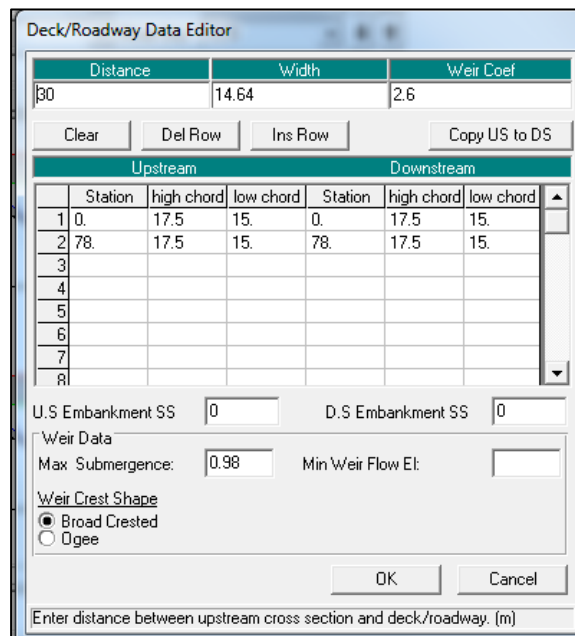 Deck/Roadway Data Editor
Distance Width Weir Coef
30 14.64 2.6
Clear Del Row Ins Row Copy US to DS
Upstream Downstream
Station high chord low chord Station high chord low chord
1 0. 17.5 15. 0. 17.5 15.
2 78. 17.5 15. 78. 17.5 15.
3
4
5
6
7
8
U.S Embankment SS 0 D.S Embankment SS 0
Weir Data
Max Submergence: 0.98 Min Weir Flow El:
Weir Crest Shape
Broad Crested
Ogee
OK Cancel
Enter distance between upstream cross section and deck/roadway. (m)